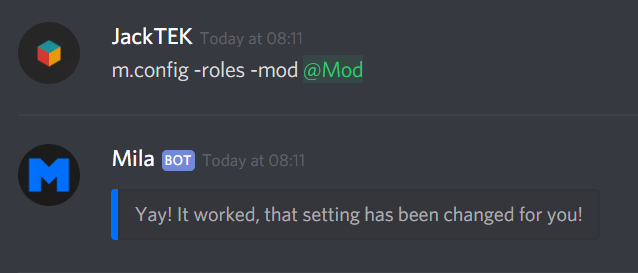 JackTEK Today at 08:11
m.config -roles -mod @Mod
M
Mila BOT Today at 08:11
Yay! It worked, that setting has been changed for you!